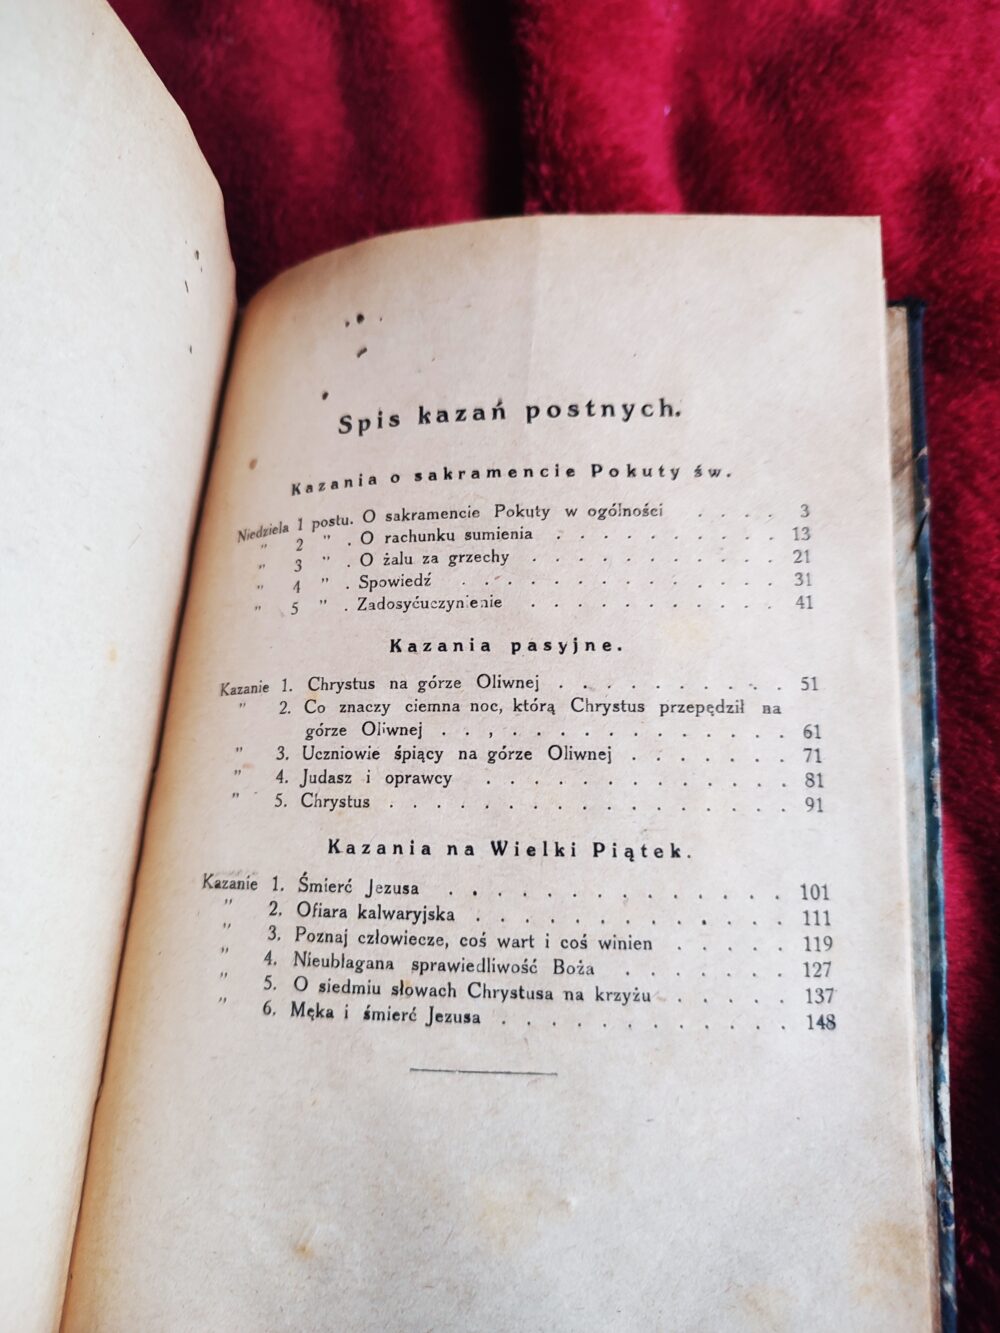 Spis kazań postnych.
Kazania o sakramencie Pokuty św.
Niedziela 1 postu. O sakramencie Pokuty w ogólności . . . . 3
" 2 " . O rachunku sumienia . . . . . . . . . . 13
" 3 " . O żalu za grzechy . . . . . . . . . . . 21
" 4 " . Spowiedź . . . . . . . . . . . . . . 31
" 5 " . Zadosyćuczynienie . . . . . . . . . . . 41
Kazania pasyjne.
Kazanie 1. Chrystus na górze Oliwnej . . . . . . . . . . 51
" 2. Co znaczy ciemna noc, którą Chrystus przepędził na
górze Oliwnej . . , . . . . . . . . . . . . . 61
" 3. Uczniowie śpiący na górze Oliwnej . . . . . . . 71
" 4. Judasz i oprawcy . . . . . . . . . . . . . . 81
" 5. Chrystus . . . . . . . . . . . . . . . . . . 91
Kazania na Wielki Piątek.
Kazanie 1. Śmierć Jezusa . . . . . . . . . . . . . . 101
" 2. Ofiara kalwaryjska . . . . . . . . . . . . . 111
" 3. Poznaj człowiecze, coś wart i coś winien . . . . . 119
" 4. Nieubłagana sprawiedliwość Boża . . . . . . . 127
" 5. O siedmiu słowach Chrystusa na krzyżu . . . . . 137
" 6. Męka i śmierć Jezusa . . . . . . . . . . . . 148